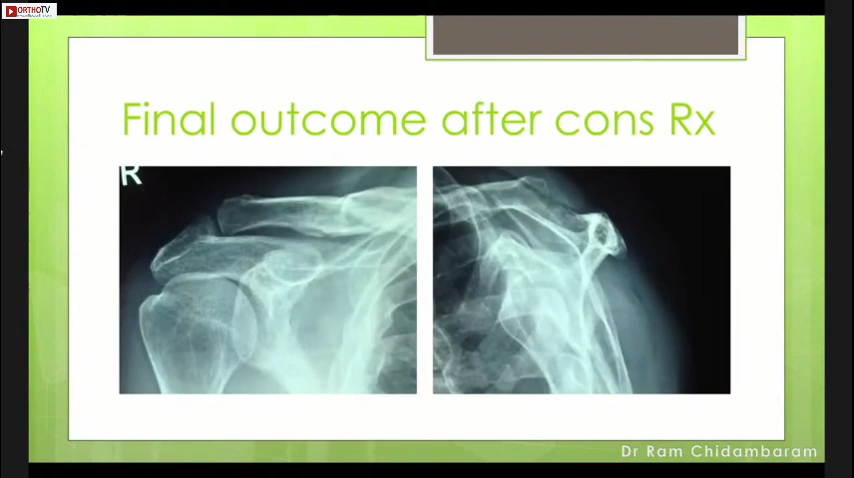 ORTHOTV
Final outcome after cons Rx
R
Dr Ram Chidambaram